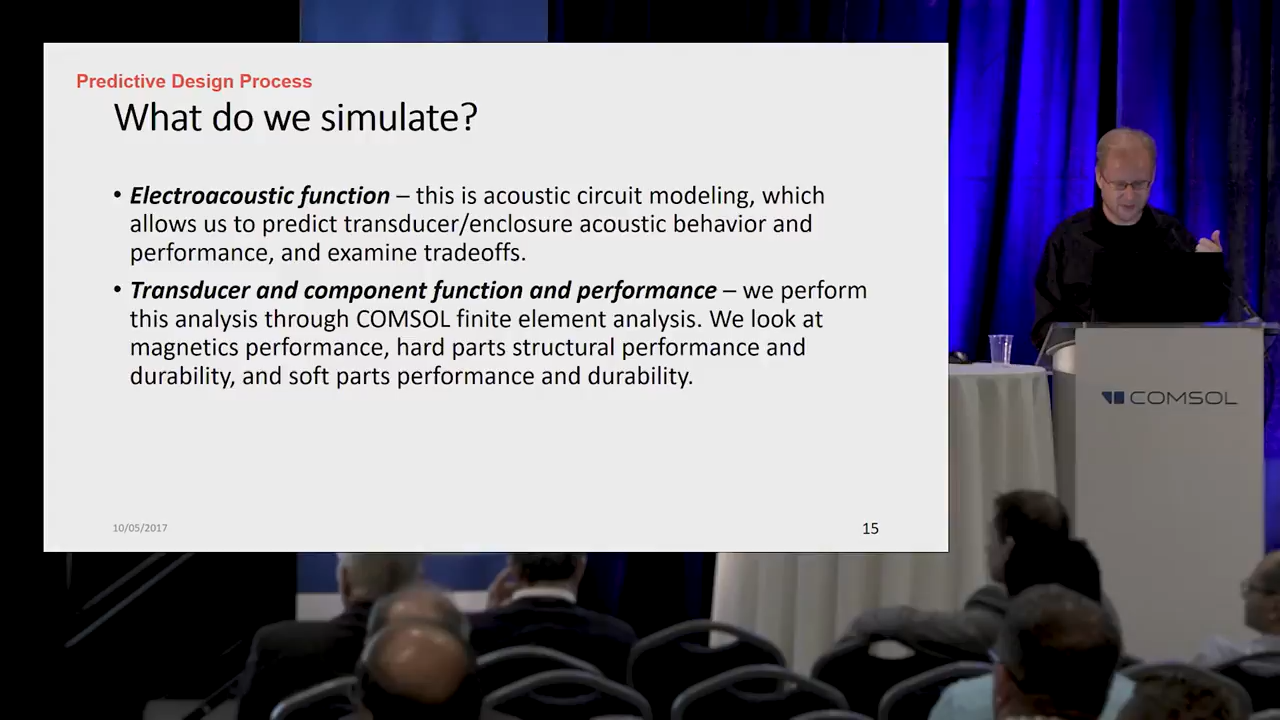 Predictive Design Process
What do we simulate?
• Electroacoustic function – this is acoustic circuit modeling, which
allows us to predict transducer/enclosure acoustic behavior and
performance, and examine tradeoffs.
• Transducer and component function and performance – we perform
this analysis through COMSOL finite element analysis. We look at
magnetics performance, hard parts structural performance and
durability, and soft parts performance and durability.
10/05/2017
15
COMSOL